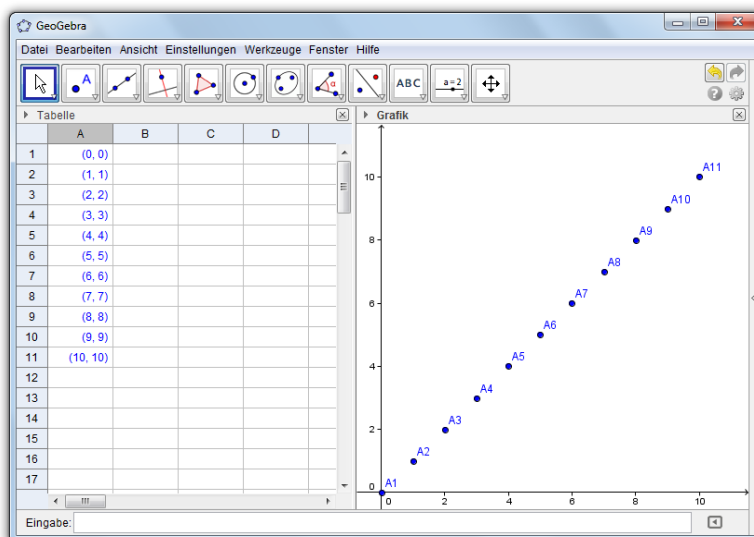 GeoGebra
Datei Bearbeiten Ansicht Einstellungen Werkzeuge Fenster Hilfe
A α ABC a=2
Tabelle
A B C D
1 (0, 0)
2 (1, 1)
3 (2, 2)
4 (3, 3)
5 (4, 4)
6 (5, 5)
7 (6, 6)
8 (7, 7)
9 (8, 8)
10 (9, 9)
11 (10, 10)
12
13
14
15
16
17
Grafik
A11
10
A10
A9
8
A8
A7
6
A6
A5
4
A4
A3
2
A2
A1
0
0 2 4 6 8 10
Eingabe: